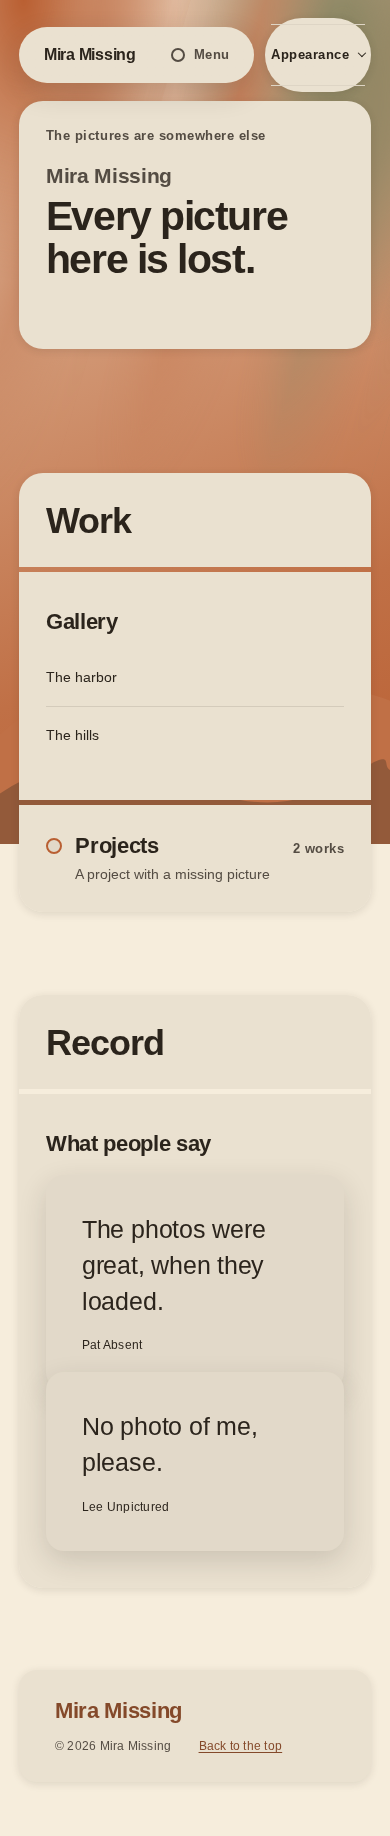 Mira Missing
Menu
Appearance
The pictures are somewhere else
Mira Missing
Every picture
here is lost.
Work
Gallery
The harbor
The hills
Projects
2 works
A project with a missing picture
Record
What people say
The photos were
great, when they
loaded.
Pat Absent
No photo of me,
please.
Lee Unpictured
Mira Missing
© 2026 Mira Missing
Back to the top